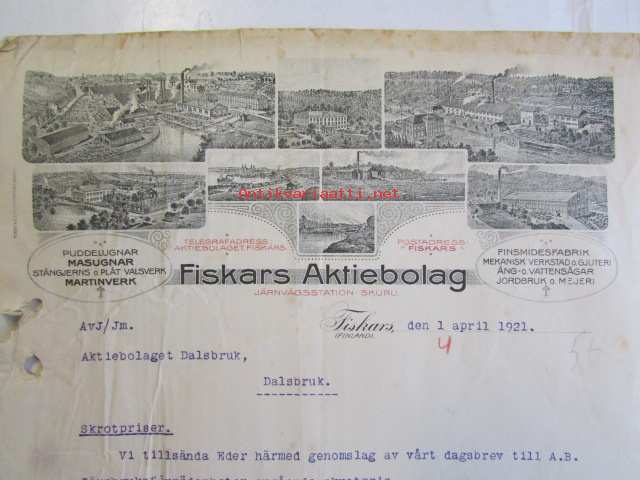 Antikvariaatti.net
TELEGRAFADRESS
AKTIEBOLAGET, FISKARS.
POSTADRESS
FISKARS.
PUDDELUGNAR
MASUGNAR
STÅNGJERNS o. PLÅT VALSVERK
MARTINVERK
FINSMIDESFABRIK
MEKANISK VERKSTAD o. GJUTERI
ÅNG- o. VATTENSÅGAR
JORDBRUK o. MEJERI
Fiskars Aktiebolag
JÄRNVÄGSSTATION SKURU.
AvJ/Jm.
Fiskars, den 1 april 1921.
(FINLAND).
4
Aktiebolaget Dalsbruk,
Dalsbruk.
Skrotpriser.
Vi tillsända Eder härmed genomslag av vårt dagsbrev till A.B.